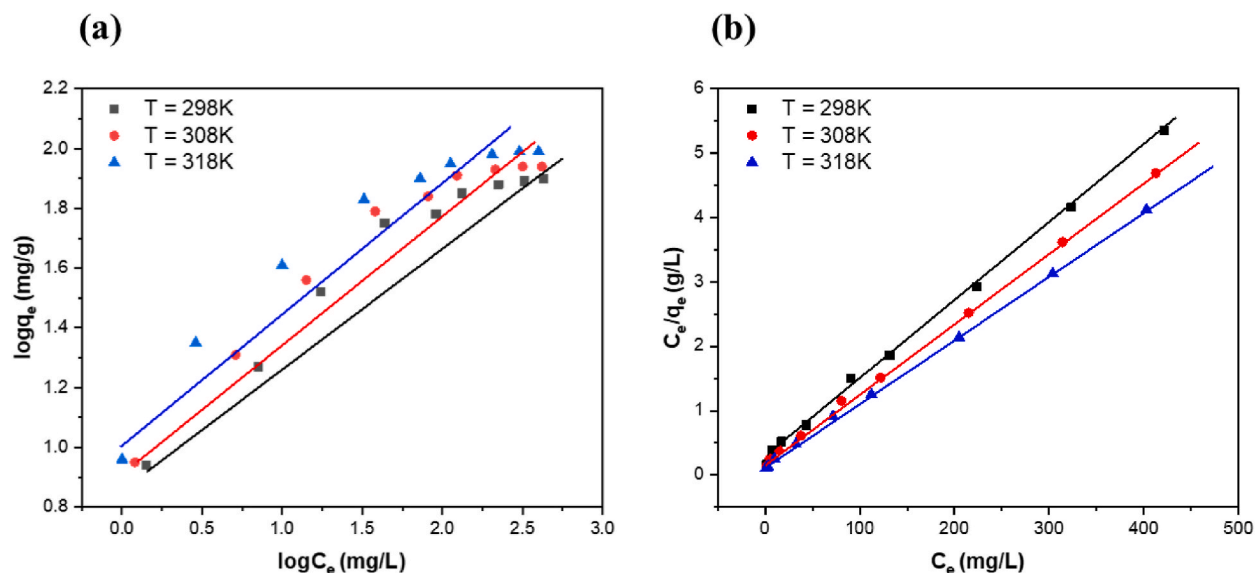 (a)
2.2
2.0
1.8
1.6
1.4
1.2
1.0
0.8
logqe (mg/g)
T = 298K
T = 308K
T = 318K
0.0 0.5 1.0 1.5 2.0 2.5 3.0
logCe (mg/L)
(b)
6
5
4
3
2
1
0
Ce/qe (g/L)
T = 298K
T = 308K
T = 318K
0 100 200 300 400 500
Ce (mg/L)